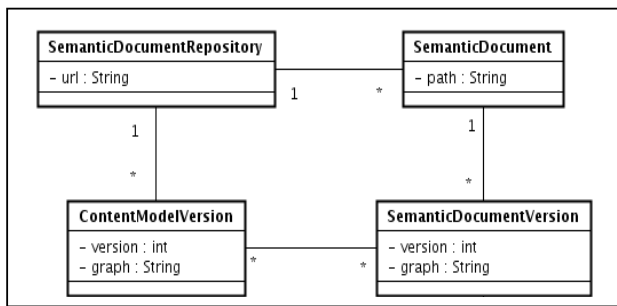 SemanticDocumentRepository
– url : String
SemanticDocument
– path : String
1
*
1
*
1
*
ContentModelVersion
– version : int
– graph : String
SemanticDocumentVersion
– version : int
– graph : String
*
*